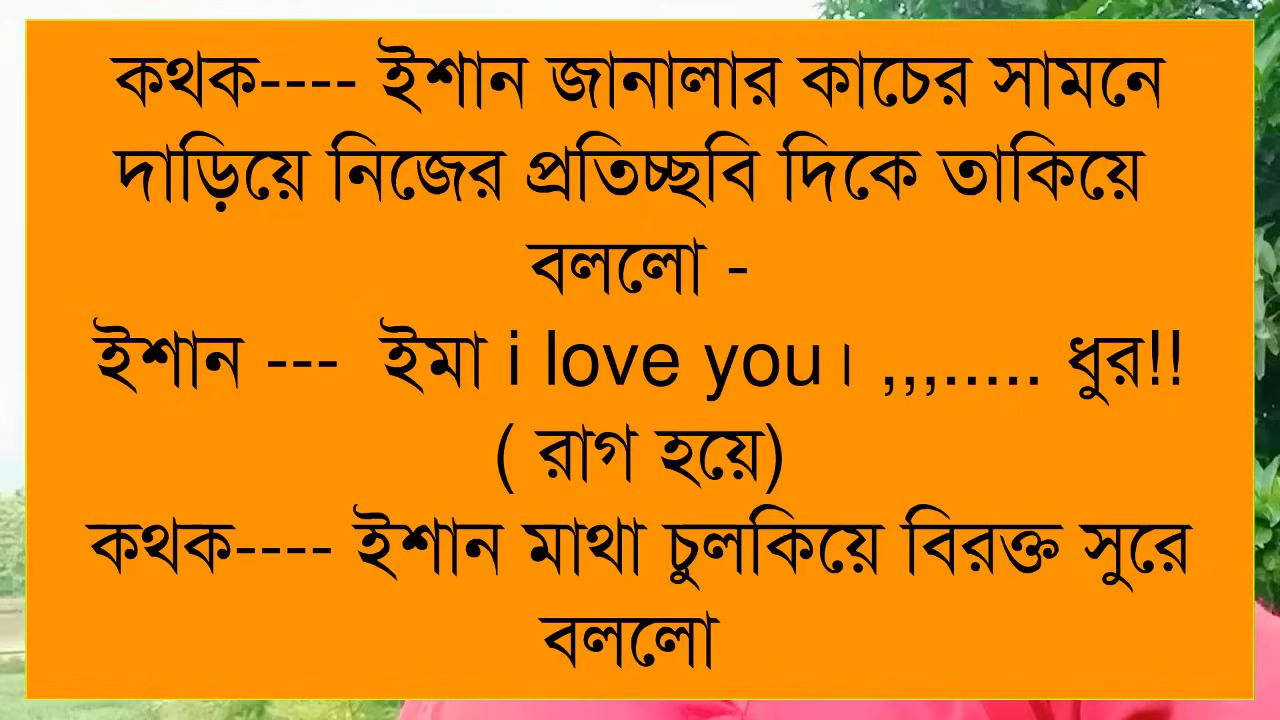 কথক---- ইশান জানালার কাচের সামনে
দাড়িয়ে নিজের প্রতিচ্ছবি দিকে তাকিয়ে
বললো -
ইশান --- ইমা i love you। ,,,..... ধুর!!
( রাগ হয়ে)
কথক---- ইশান মাথা চুলকিয়ে বিরক্ত সুরে
বললো